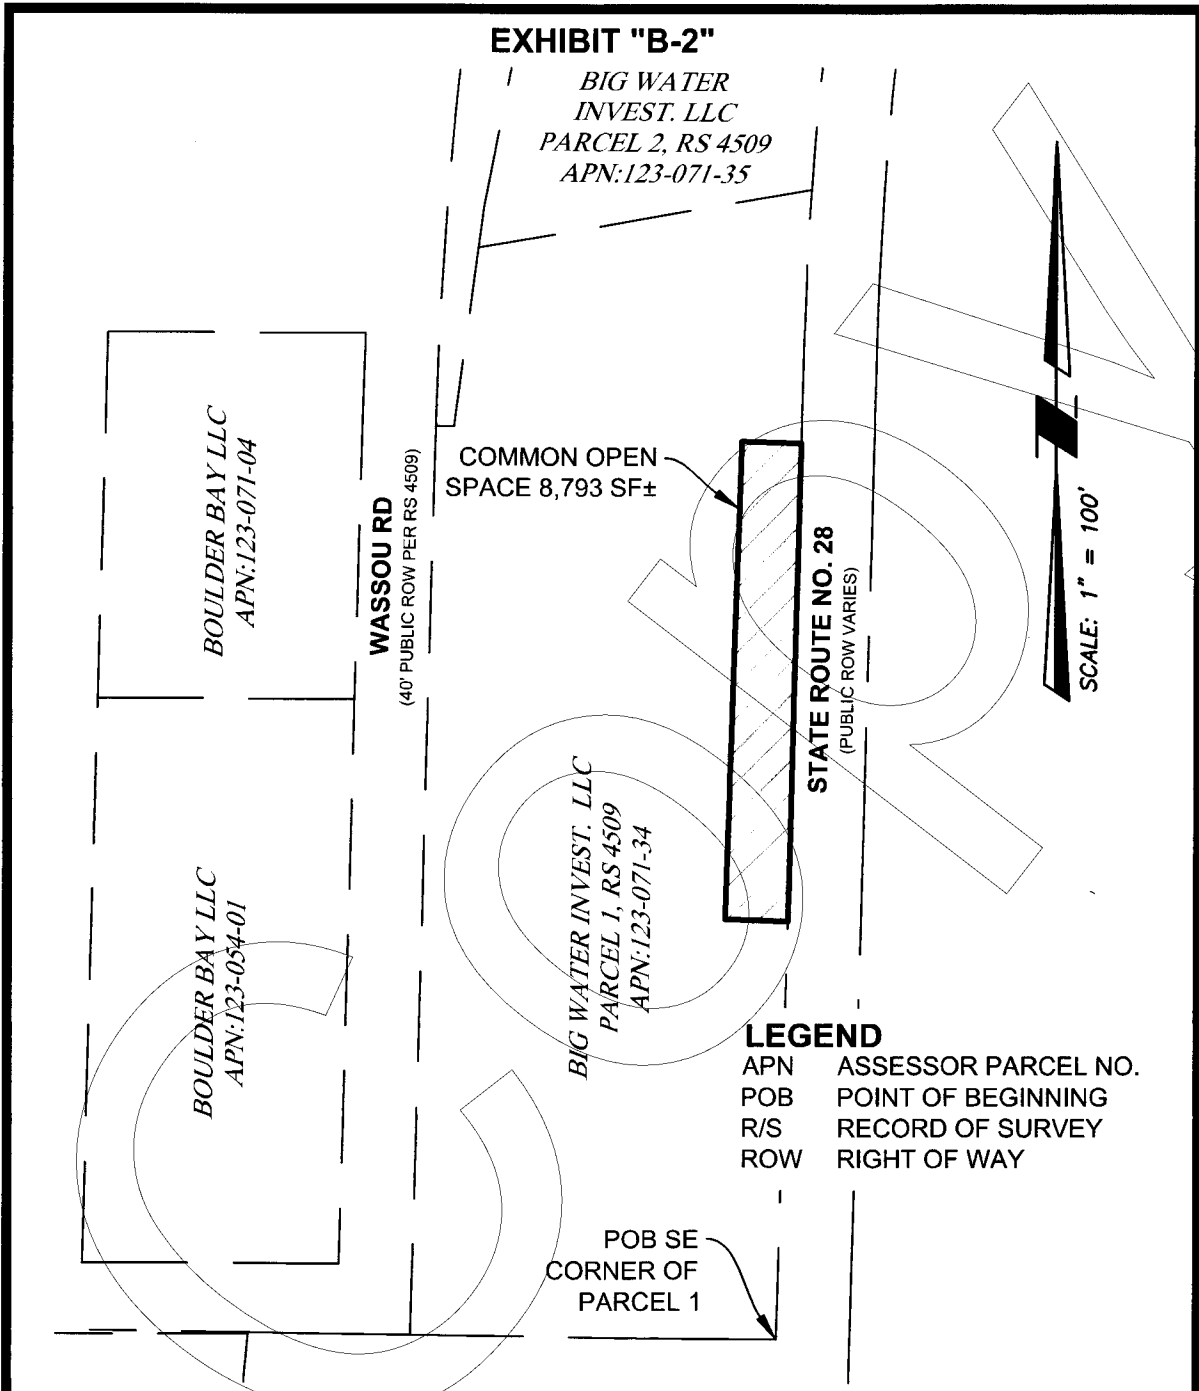 EXHIBIT "B-2"
BIG WATER
INVEST. LLC
PARCEL 2, RS 4509
APN:123-071-35
BOULDER BAY LLC
APN:123-071-04
WASSOU RD
(40' PUBLIC ROW PER RS 4509)
COMMON OPEN
SPACE 8,793 SF±
STATE ROUTE NO. 28
(PUBLIC ROW VARIES)
N
SCALE: 1" = 100'
BOULDER BAY LLC
APN:123-054-01
BIG WATER INVEST. LLC
PARCEL 1, RS 4509
APN:123-071-34
LEGEND
APN ASSESSOR PARCEL NO.
POB POINT OF BEGINNING
R/S RECORD OF SURVEY
ROW RIGHT OF WAY
POB SE
CORNER OF
PARCEL 1
COPY